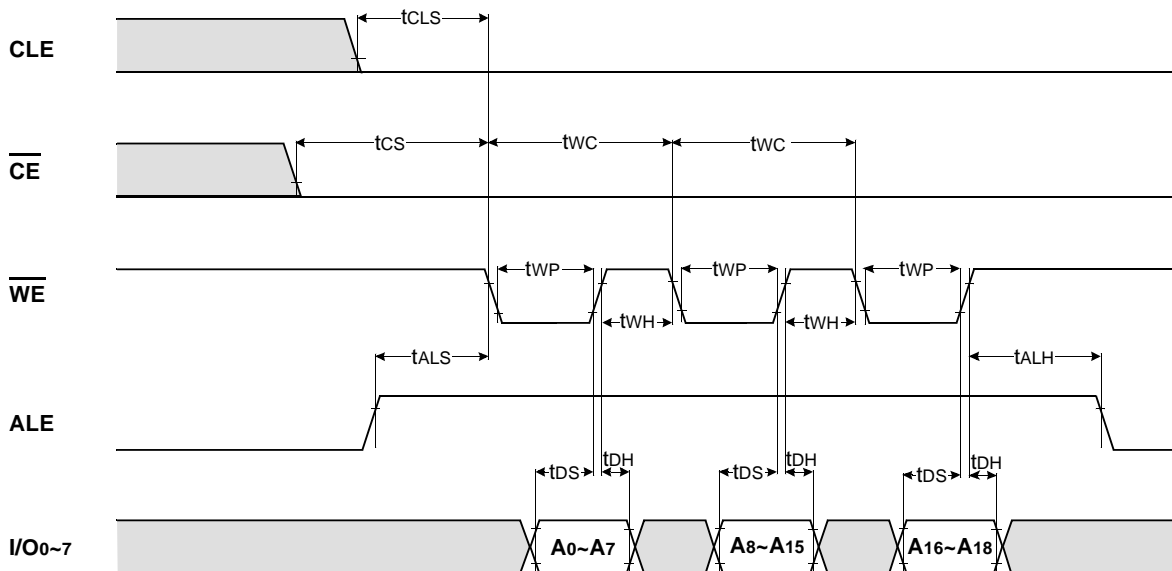 tCLS
CLE
tCS tWC tWC
CE
tWP tWP tWP
WE
tWH tWH
tALS tALH
ALE
tDS tDH tDS tDH tDS tDH
I/O0~7 A0~A7 A8~A15 A16~A18